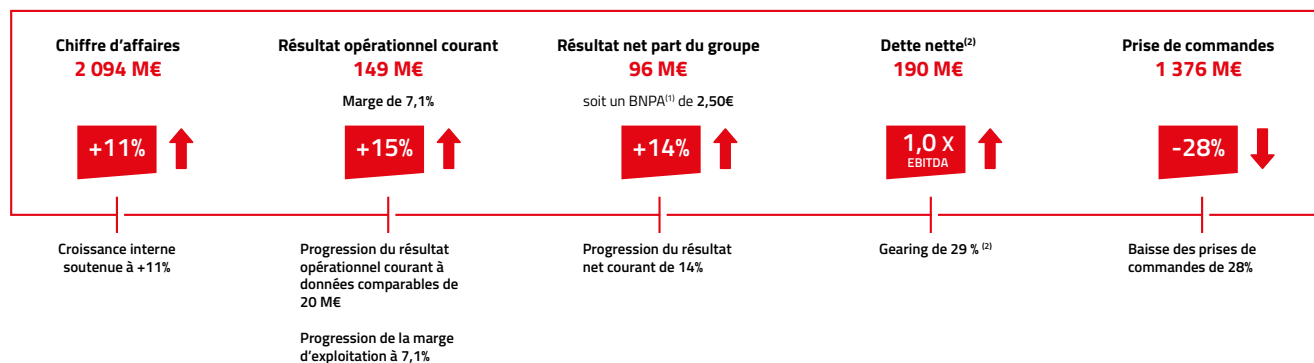 Chiffre d’affaires
2 094 M€
+11%
Croissance interne
soutenue à +11%
Résultat opérationnel courant
149 M€
Marge de 7,1%
+15%
Progression du résultat
opérationnel courant à
données comparables de
20 M€
Progression de la marge
d’exploitation à 7,1%
Résultat net part du groupe
96 M€
soit un BNPA(1) de 2,50€
+14%
Progression du résultat
net courant de 14%
Dette nette(2)
190 M€
1,0 X
EBITDA
Gearing de 29 % (2)
Prise de commandes
1 376 M€
-28%
Baisse des prises de
commandes de 28%